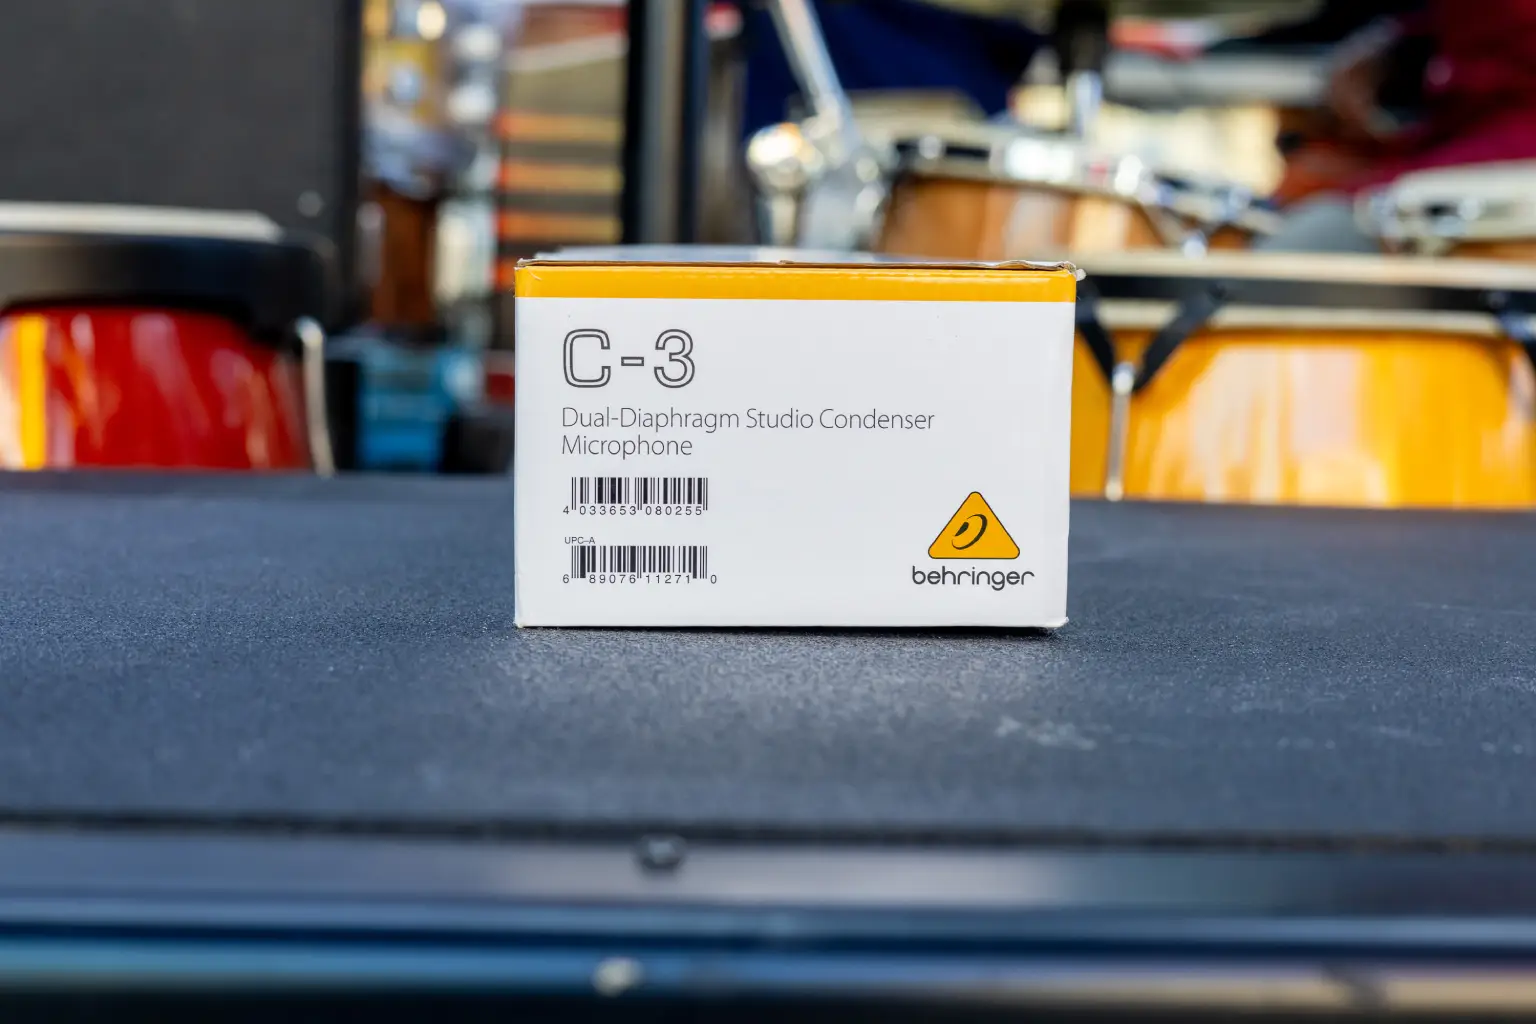 C-3
Dual-Diaphragm Studio Condenser
Microphone
4 033653 080255
UPC-A
6 89076 11271 0
behringer